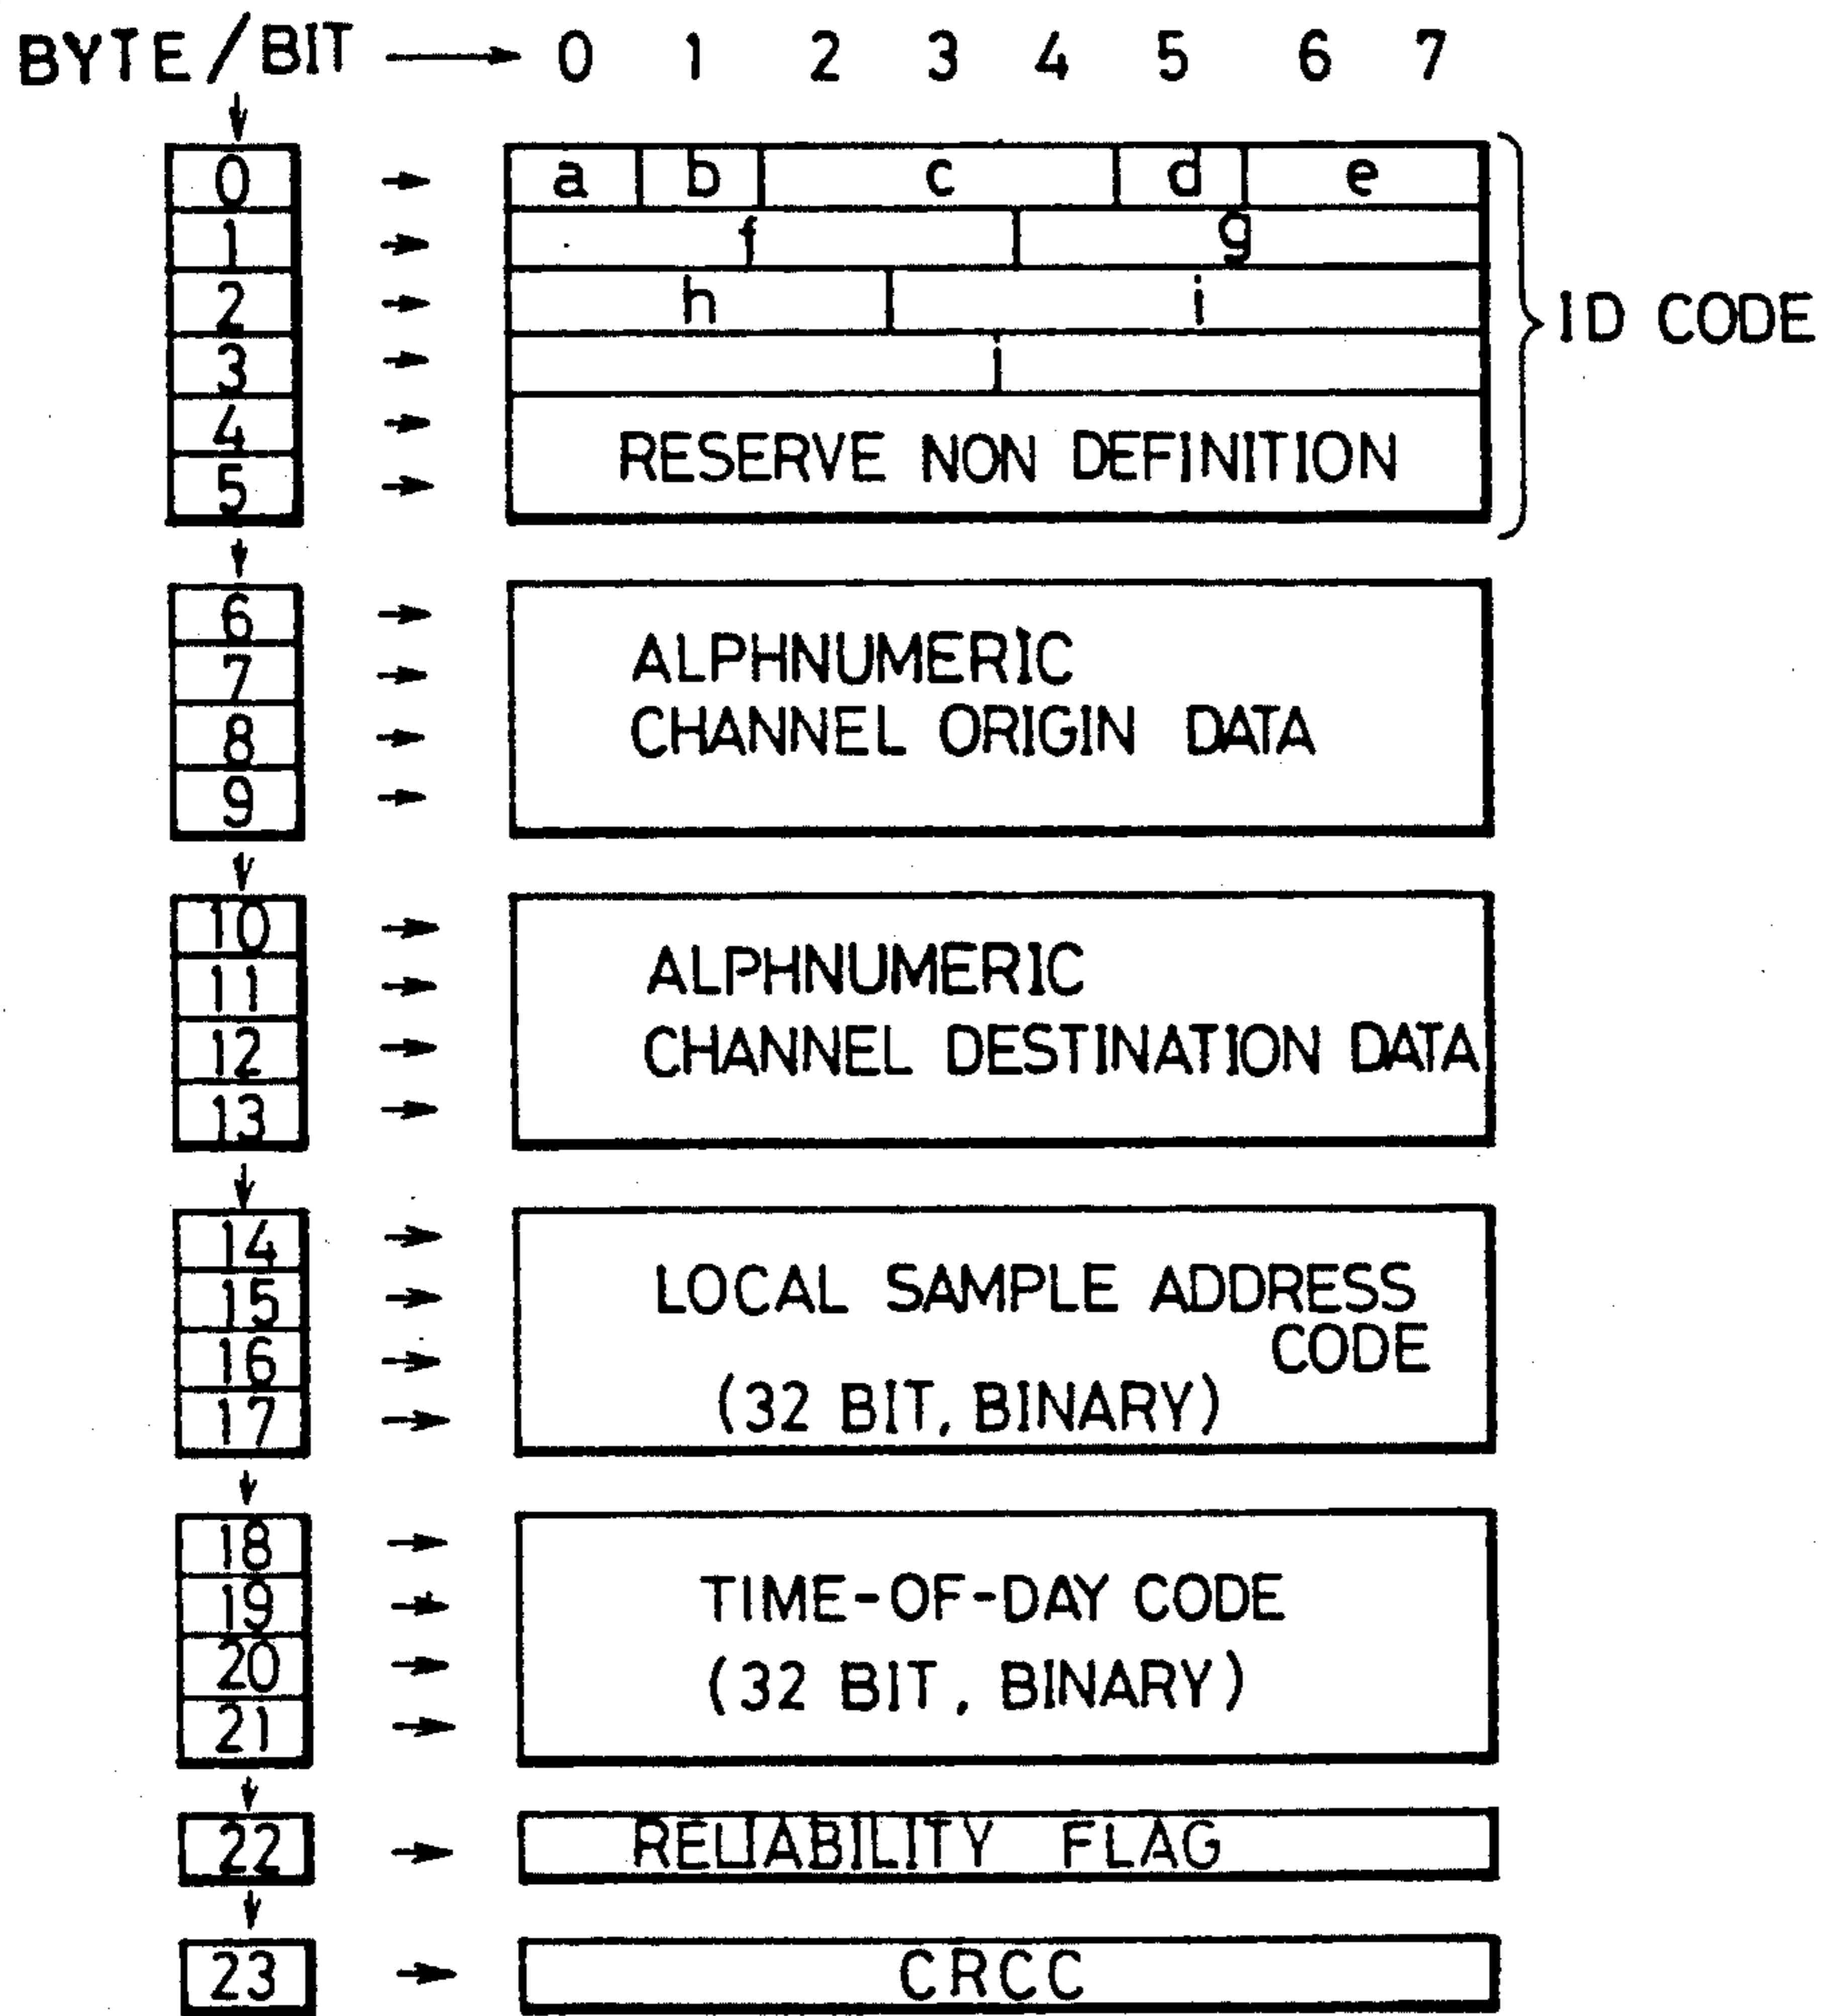 BYTE/BIT 0 1 2 3 4 5 6 7
0 a b c d e
1 f g
2 h i
ID CODE
3 j
4
RESERVE NON DEFINITION
5
6
ALPHNUMERIC
7
8 CHANNEL ORIGIN DATA
9
10
ALPHNUMERIC
11
12 CHANNEL DESTINATION DATA
13
14
15 LOCAL SAMPLE ADDRESS
16 CODE
17 (32 BIT, BINARY)
18
19 TIME-OF-DAY CODE
20
(32 BIT, BINARY)
21
22 RELIABILITY FLAG
23 CRCC